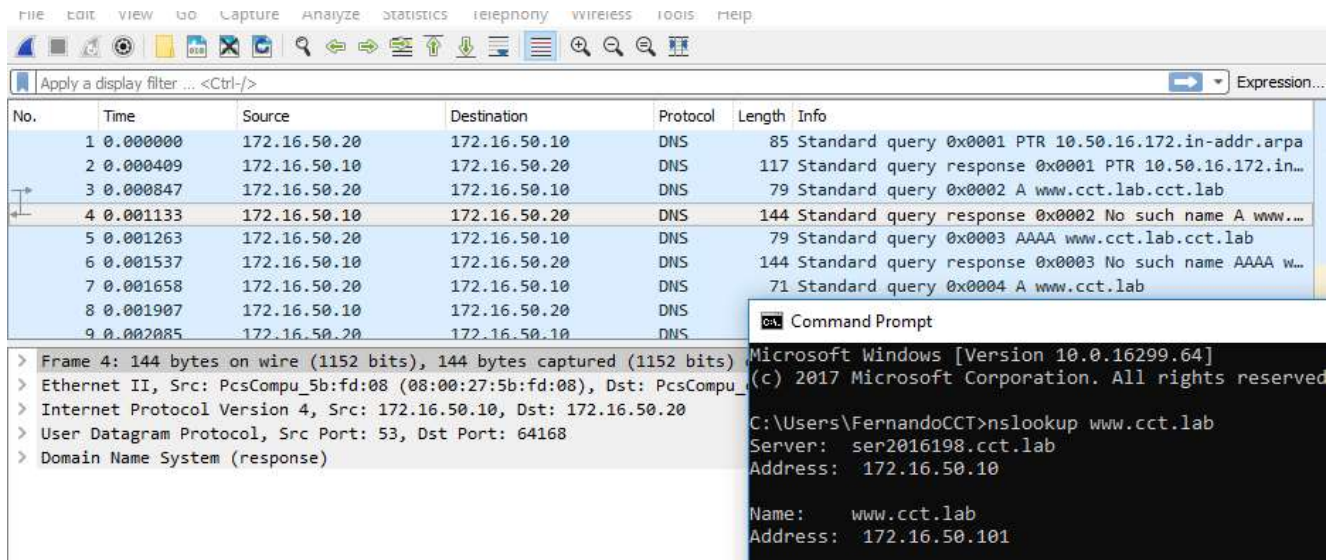 File Edit View Go Capture Analyze Statistics Telephony Wireless Tools Help
Apply a display filter ... <Ctrl-/> Expression...
No. Time Source Destination Protocol Length Info
1 0.000000 172.16.50.20 172.16.50.10 DNS 85 Standard query 0x0001 PTR 10.50.16.172.in-addr.arpa
2 0.000409 172.16.50.10 172.16.50.20 DNS 117 Standard query response 0x0001 PTR 10.50.16.172.in…
3 0.000847 172.16.50.20 172.16.50.10 DNS 79 Standard query 0x0002 A www.cct.lab.cct.lab
4 0.001133 172.16.50.10 172.16.50.20 DNS 144 Standard query response 0x0002 No such name A www.…
5 0.001263 172.16.50.20 172.16.50.10 DNS 79 Standard query 0x0003 AAAA www.cct.lab.cct.lab
6 0.001537 172.16.50.10 172.16.50.20 DNS 144 Standard query response 0x0003 No such name AAAA w…
7 0.001658 172.16.50.20 172.16.50.10 DNS 71 Standard query 0x0004 A www.cct.lab
8 0.001907 172.16.50.10 172.16.50.20 DNS
9 0.002085 172.16.50.20 172.16.50.10 DNS
Frame 4: 144 bytes on wire (1152 bits), 144 bytes captured (1152 bits)
Ethernet II, Src: PcsCompu_5b:fd:08 (08:00:27:5b:fd:08), Dst: PcsCompu_
Internet Protocol Version 4, Src: 172.16.50.10, Dst: 172.16.50.20
User Datagram Protocol, Src Port: 53, Dst Port: 64168
Domain Name System (response)
Command Prompt
Microsoft Windows [Version 10.0.16299.64]
(c) 2017 Microsoft Corporation. All rights reserved
C:\Users\FernandoCCT>nslookup www.cct.lab
Server: ser2016198.cct.lab
Address: 172.16.50.10
Name: www.cct.lab
Address: 172.16.50.101